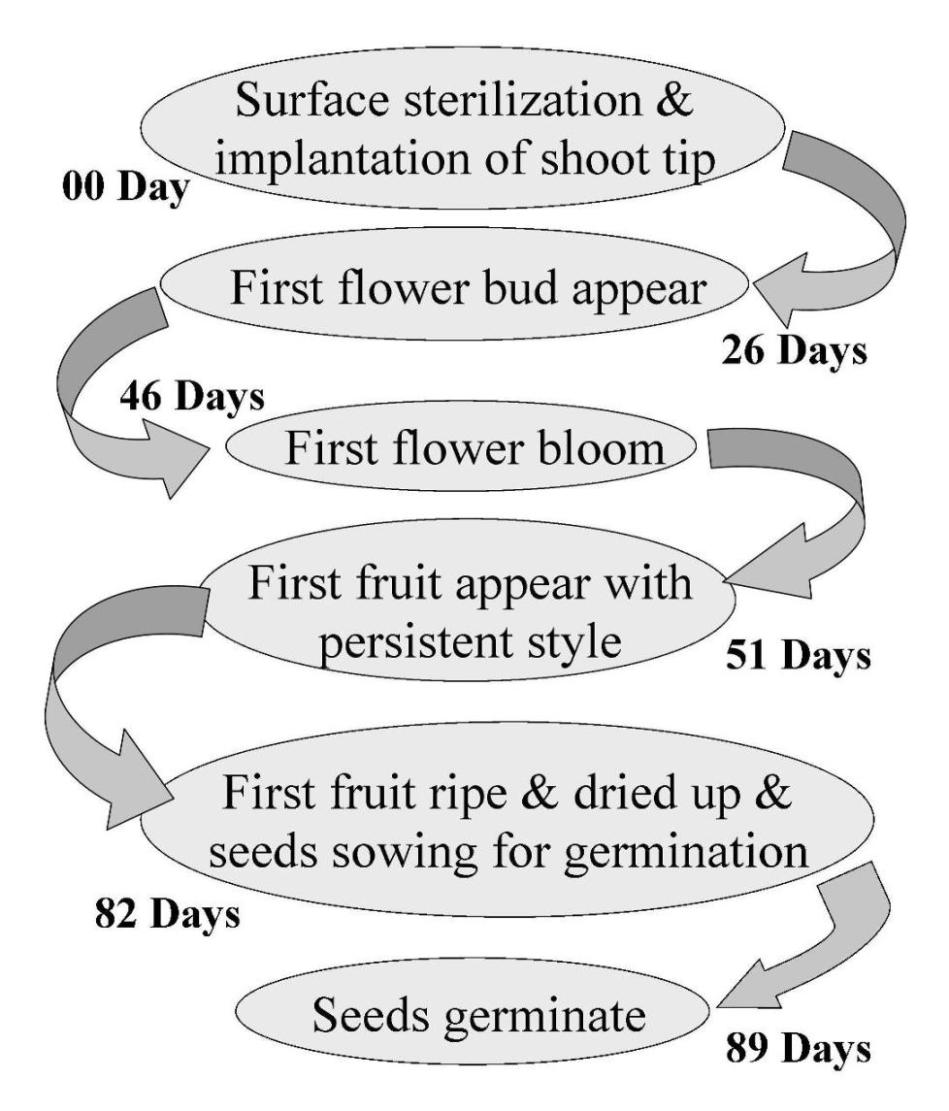 Surface sterilization &
implantation of shoot tip
00 Day
First flower bud appear
26 Days
46 Days
First flower bloom
First fruit appear with
persistent style
51 Days
First fruit ripe & dried up &
seeds sowing for germination
82 Days
Seeds germinate
89 Days